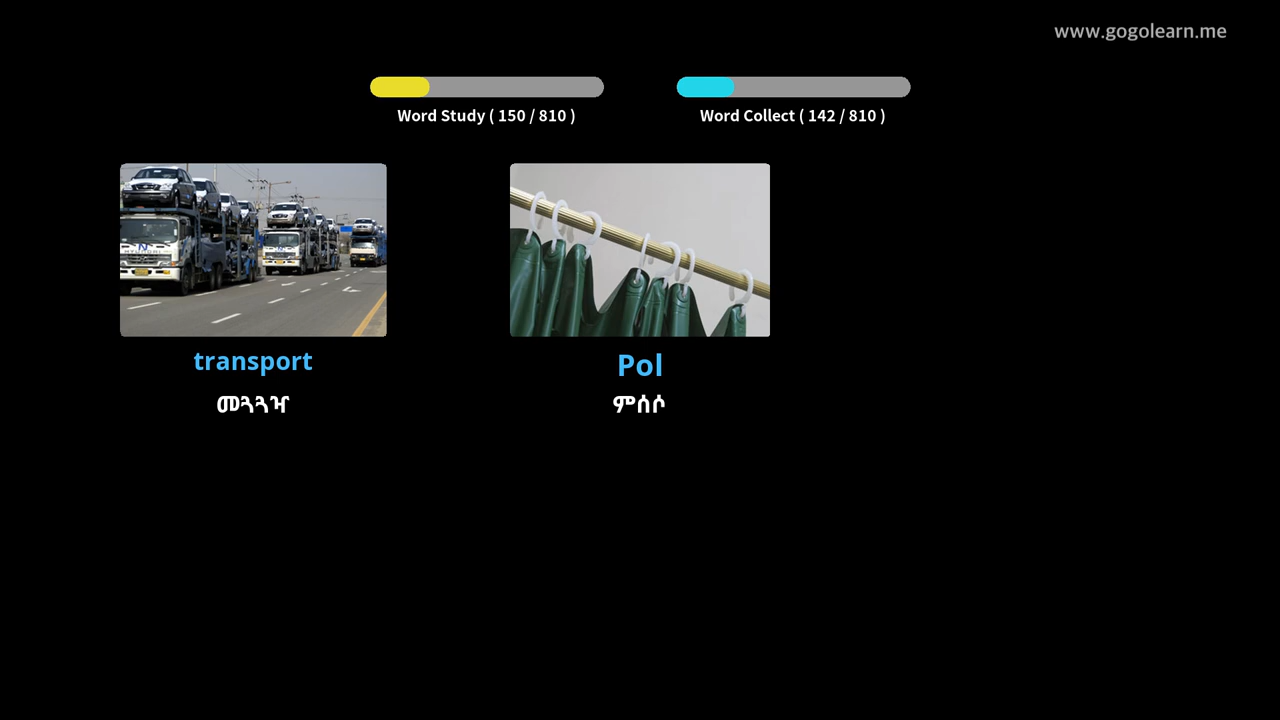 www.gogolearn.me
Word Study ( 150 / 810 )
Word Collect ( 142 / 810 )
transport
Pol
መጓጓዣ
ምሰሶ